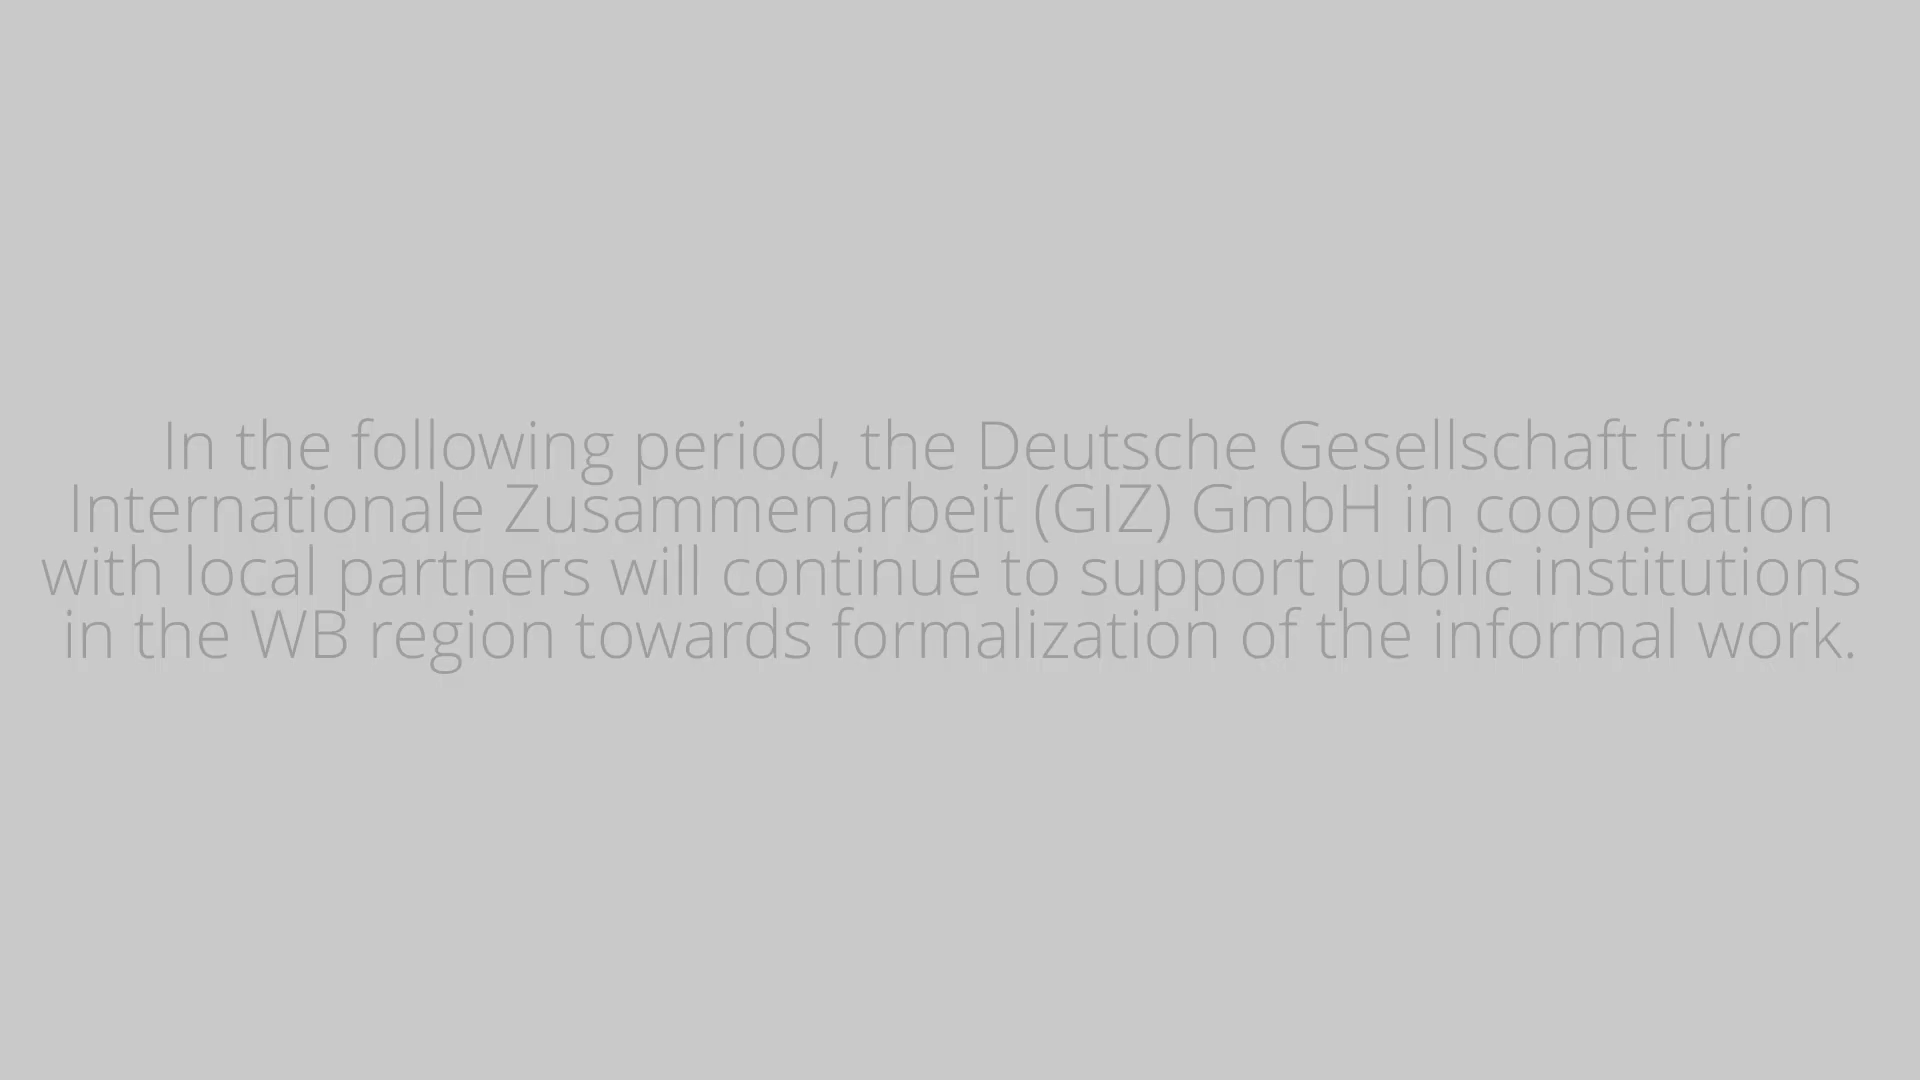 In the following period, the Deutsche Gesellschaft für
Internationale Zusammenarbeit (GIZ) GmbH in cooperation
with local partners will continue to support public institutions
in the WB region towards formalization of the informal work.